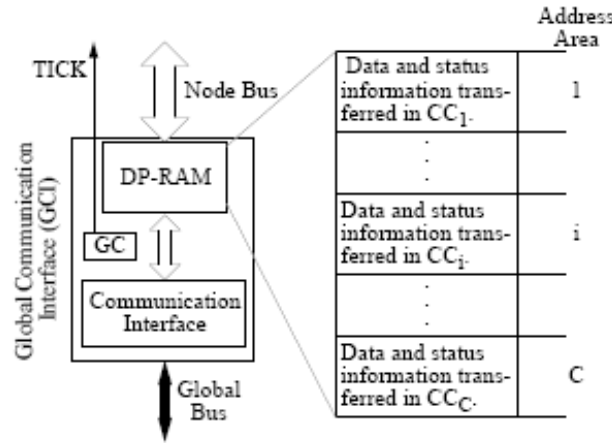 Address
Area
TICK
Node Bus
Data and status
information trans-
ferred in CC1.
1
DP-RAM
Global Communication
Interface (GCI)
GC
Data and status
information trans-
ferred in CCi.
i
Communication
Interface
Data and status
information trans-
ferred in CCC.
C
Global
Bus